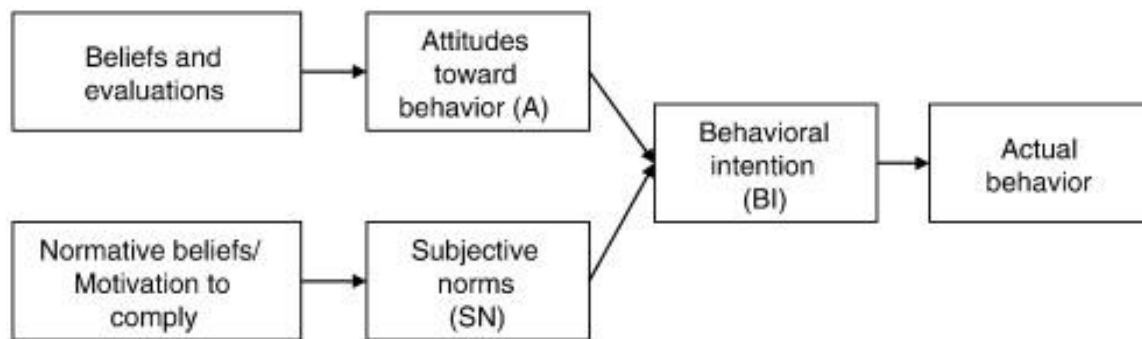 Beliefs and
evaluations
Attitudes
toward
behavior (A)
Behavioral
intention
(BI)
Actual
behavior
Normative beliefs/
Motivation to
comply
Subjective
norms
(SN)